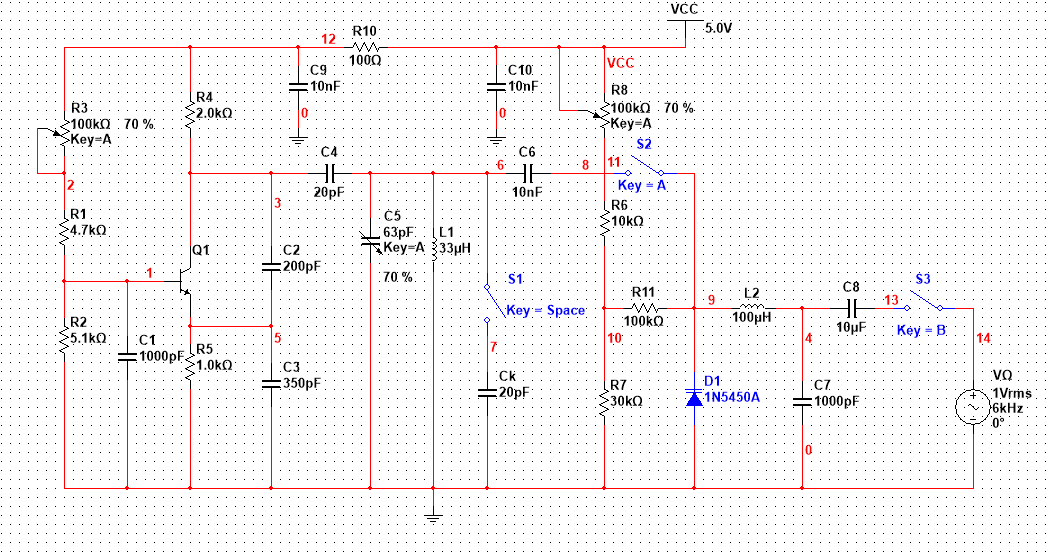 VCC
5.0V
12
R10
100Ω
VCC
C9
10nF
0
C10
10nF
0
R8
100kΩ
70 %
Key=A
R3
100kΩ
70 %
Key=A
R4
2.0kΩ
2
C4
20pF
6
C6
10nF
8
11
S2
Key = A
R1
4.7kΩ
3
C5
63pF
Key=A
70 %
L1
33µH
R6
10kΩ
Q1
1
C2
200pF
S1
Key = Space
R11
100kΩ
9
L2
100µH
C8
10µF
13
S3
Key = B
R2
5.1kΩ
C1
1000pF
R5
1.0kΩ
5
C3
350pF
7
Ck
20pF
10
R7
30kΩ
D1
1N5450A
4
C7
1000pF
0
14
VΩ
1Vrms
6kHz
0°